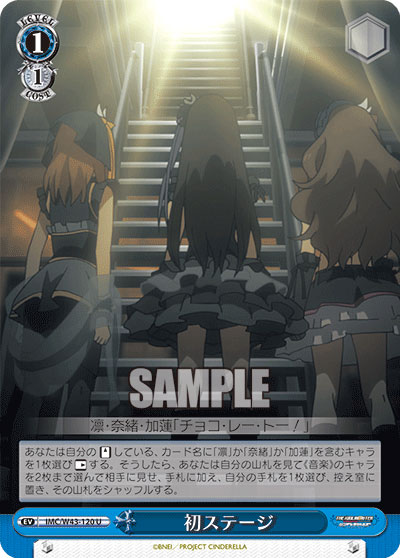 LEVEL
1
1
COST
SAMPLE
凛・奈緒・加蓮「チョコ・レー・トー！」
あなたは自分の している、カード名に「凛」か「奈緒」か「加蓮」を含むキャラ
を1枚選び する。そうしたら、あなたは自分の山札を見て《音楽》のキャラ
を2枚まで選んで相手に見せ、手札に加え、自分の手札を1枚選び、控え室に
置き、その山札をシャッフルする。
EV IMC/W43-120 U
初ステージ
©BNEI／PROJECT CINDERELLA